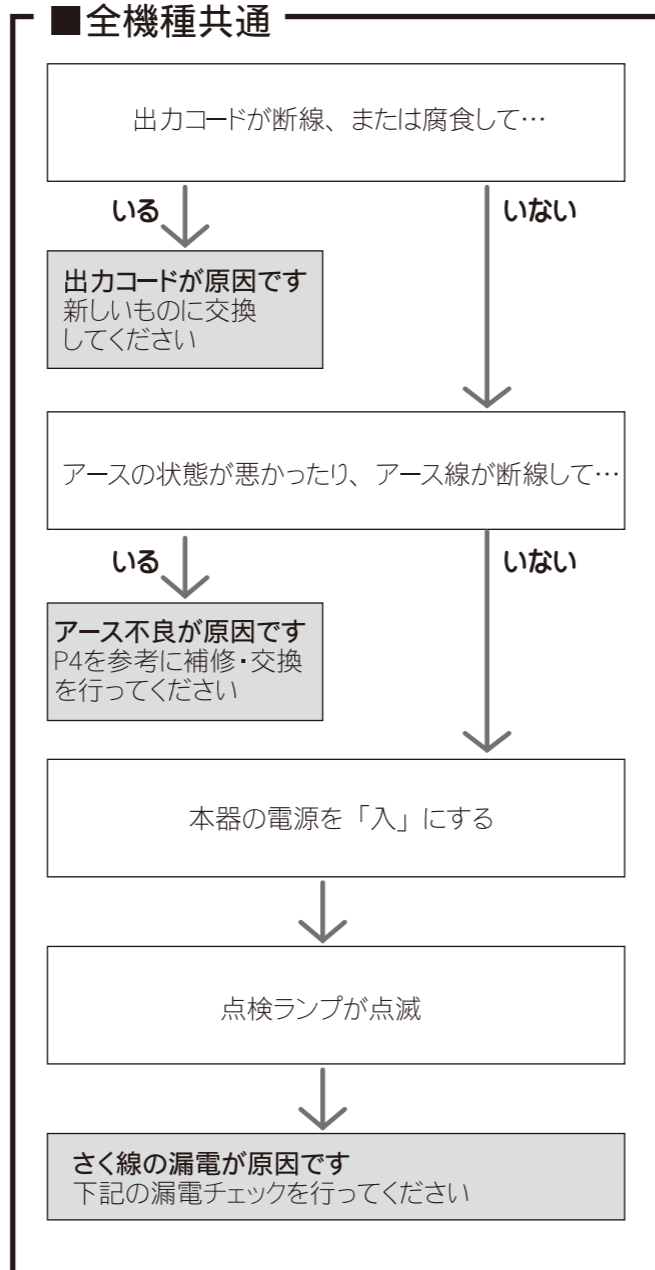 ■全機種共通
出力コードが断線、または腐食して…
いる
いない
出力コードが原因です
新しいものに交換
してください
アースの状態が悪かったり、アース線が断線して…
いる
いない
アース不良が原因です
P4を参考に補修・交換
を行ってください
本器の電源を「入」にする
点検ランプが点滅
さく線の漏電が原因です
下記の漏電チェックを行ってください